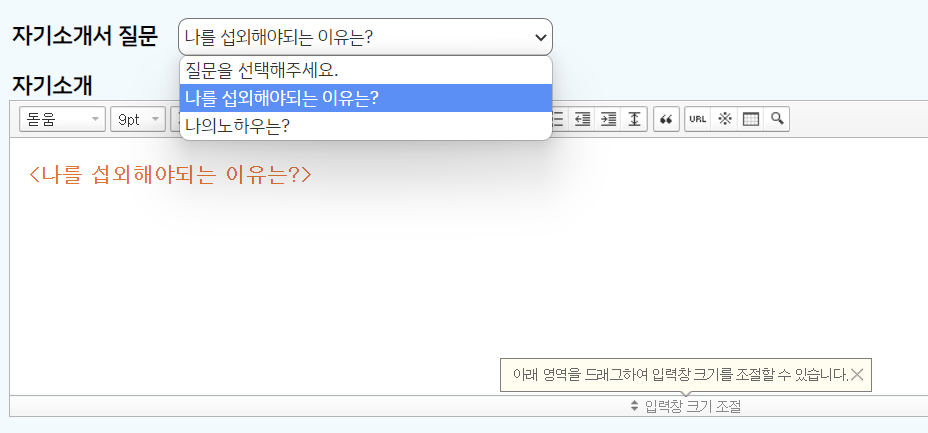 자기소개서 질문
나를 섭외해야되는 이유는?
질문을 선택해주세요.
나를 섭외해야되는 이유는?
나의노하우는?
자기소개
돋움 9pt URL
<나를 섭외해야되는 이유는?>
아래 영역을 드래그하여 입력창 크기를 조절할 수 있습니다.
입력창 크기 조절